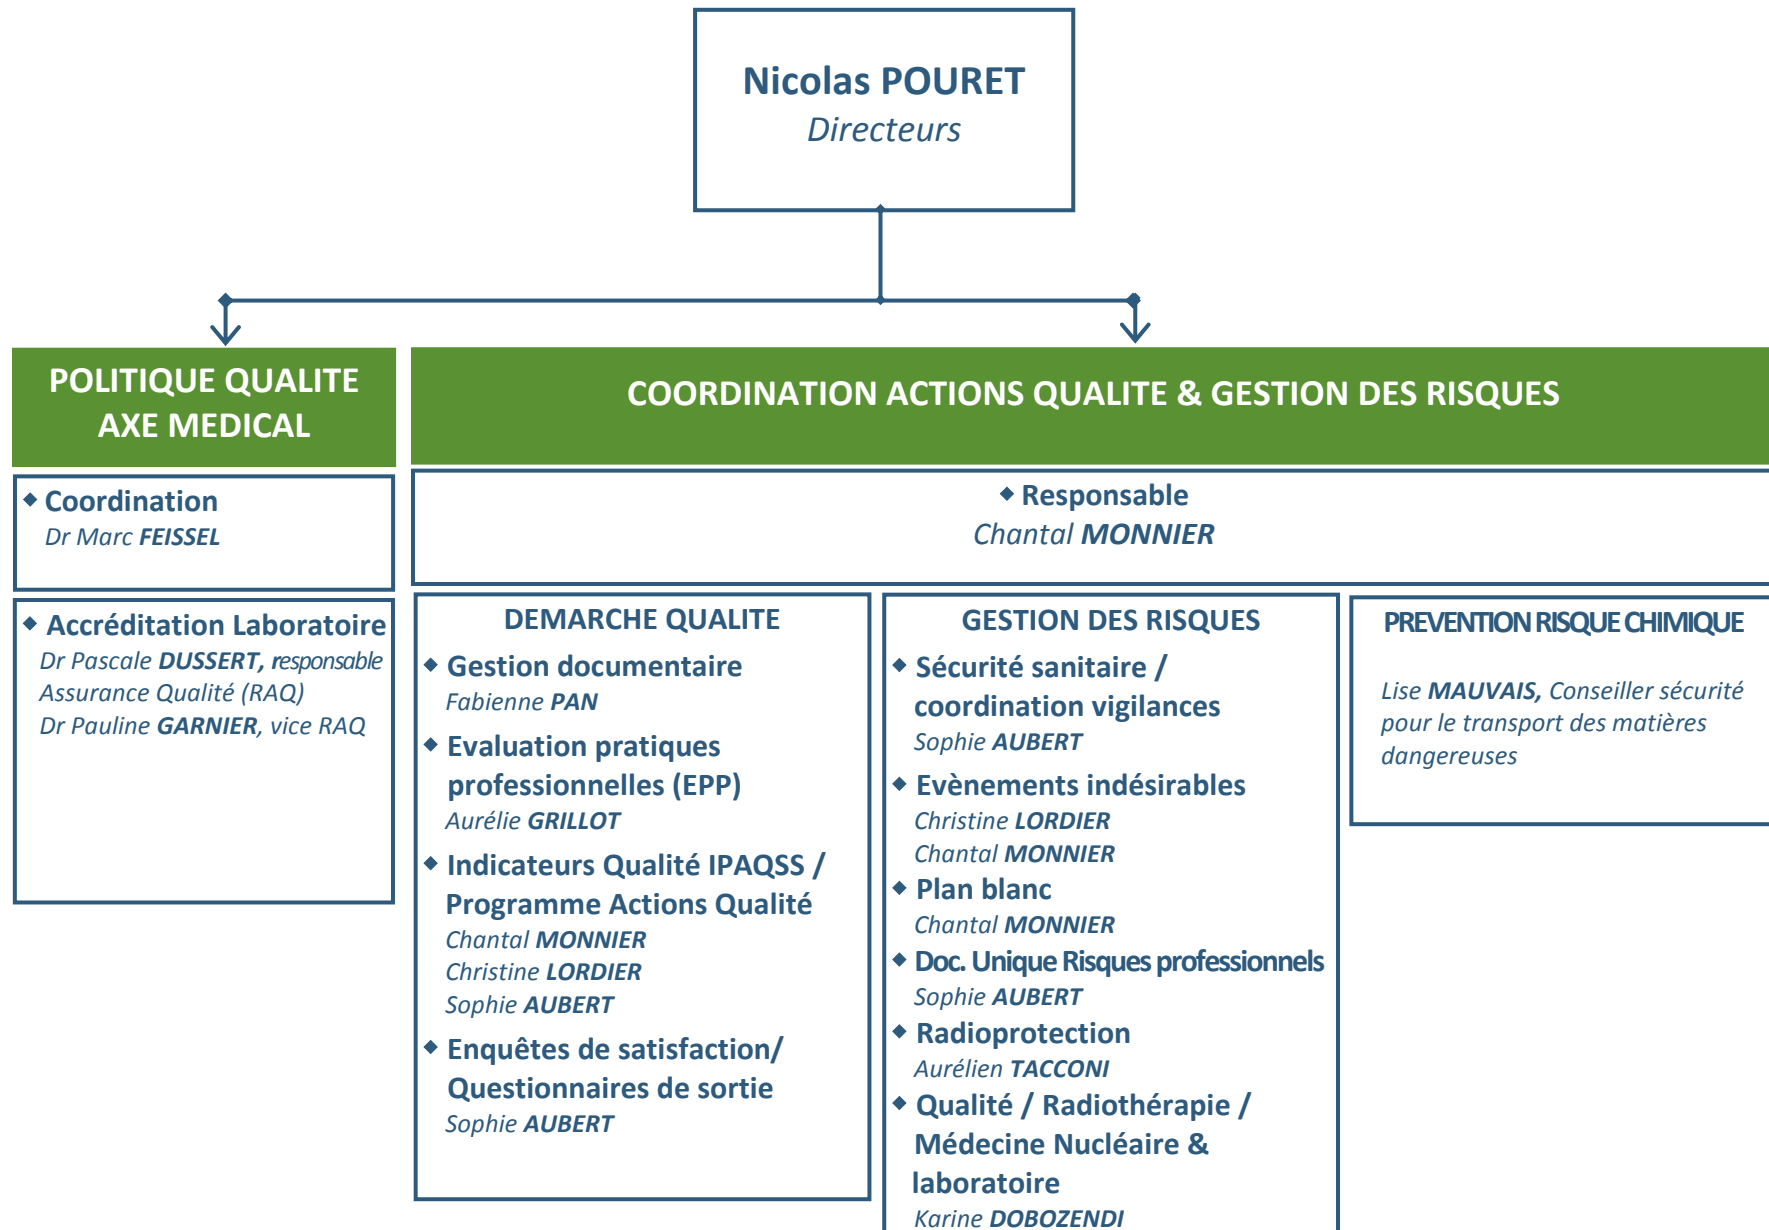 Nicolas POURET
Directeurs
POLITIQUE QUALITE
AXE MEDICAL
COORDINATION ACTIONS QUALITE & GESTION DES RISQUES
◆ Coordination
Dr Marc FEISSEL
◆ Responsable
Chantal MONNIER
◆ Accréditation Laboratoire
Dr Pascale DUSSERT, responsable
Assurance Qualité (RAQ)
Dr Pauline GARNIER, vice RAQ
DEMARCHE QUALITE
◆ Gestion documentaire
Fabienne PAN
◆ Evaluation pratiques
professionnelles (EPP)
Aurélie GRILLOT
◆ Indicateurs Qualité IPAQSS /
Programme Actions Qualité
Chantal MONNIER
Christine LORDIER
Sophie AUBERT
◆ Enquêtes de satisfaction/
Questionnaires de sortie
Sophie AUBERT
GESTION DES RISQUES
◆ Sécurité sanitaire /
coordination vigilances
Sophie AUBERT
◆ Evènements indésirables
Christine LORDIER
Chantal MONNIER
◆ Plan blanc
Chantal MONNIER
◆ Doc. Unique Risques professionnels
Sophie AUBERT
◆ Radioprotection
Aurélien TACCONI
◆ Qualité / Radiothérapie /
Médecine Nucléaire &
laboratoire
Karine DOBOZENDI
PREVENTION RISQUE CHIMIQUE
Lise MAUVAIS, Conseiller sécurité
pour le transport des matières
dangereuses